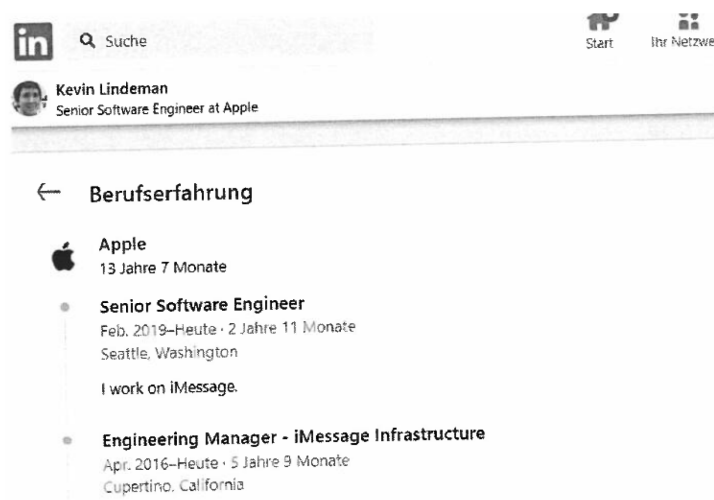 in
Suche
Start
Ihr Netzwe
Kevin Lindeman
Senior Software Engineer at Apple
Berufserfahrung
Apple
13 Jahre 7 Monate
Senior Software Engineer
Feb. 2019–Heute · 2 Jahre 11 Monate
Seattle, Washington
I work on iMessage.
Engineering Manager - iMessage Infrastructure
Apr. 2016–Heute · 5 Jahre 9 Monate
Cupertino, California